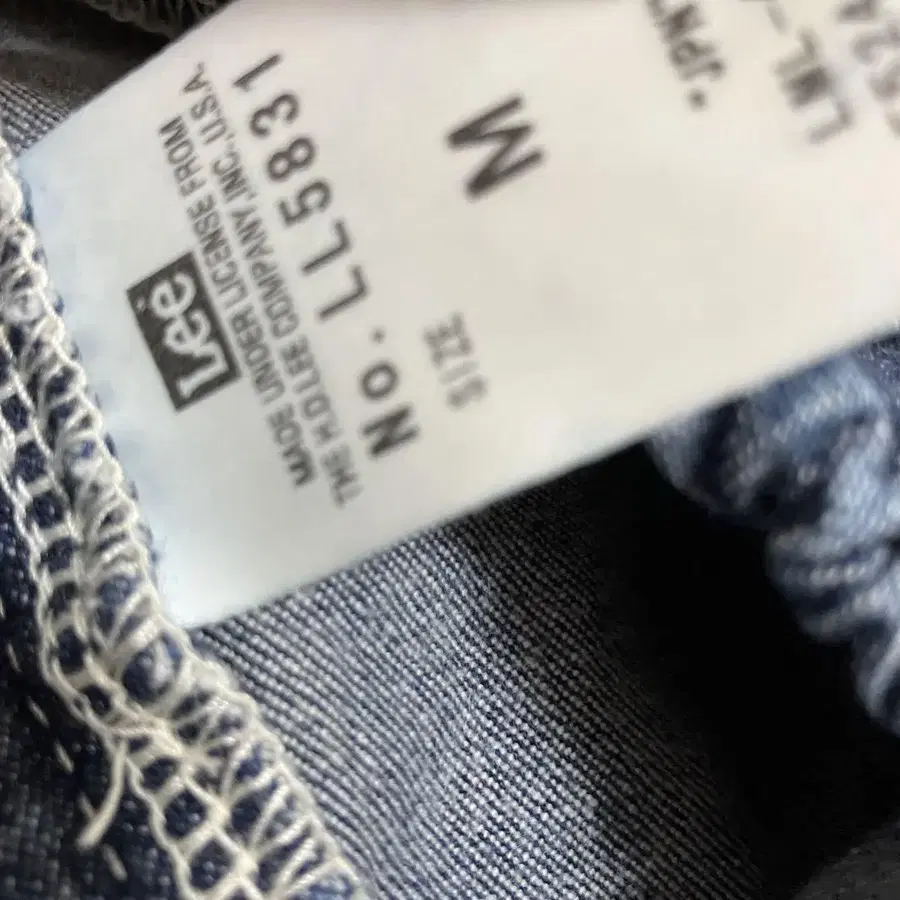 Lee
MADE UNDER LICENSE FROM
THE H.D.LEE COMPANY,INC.,U.S.A.
No. LL5831
SIZE
M